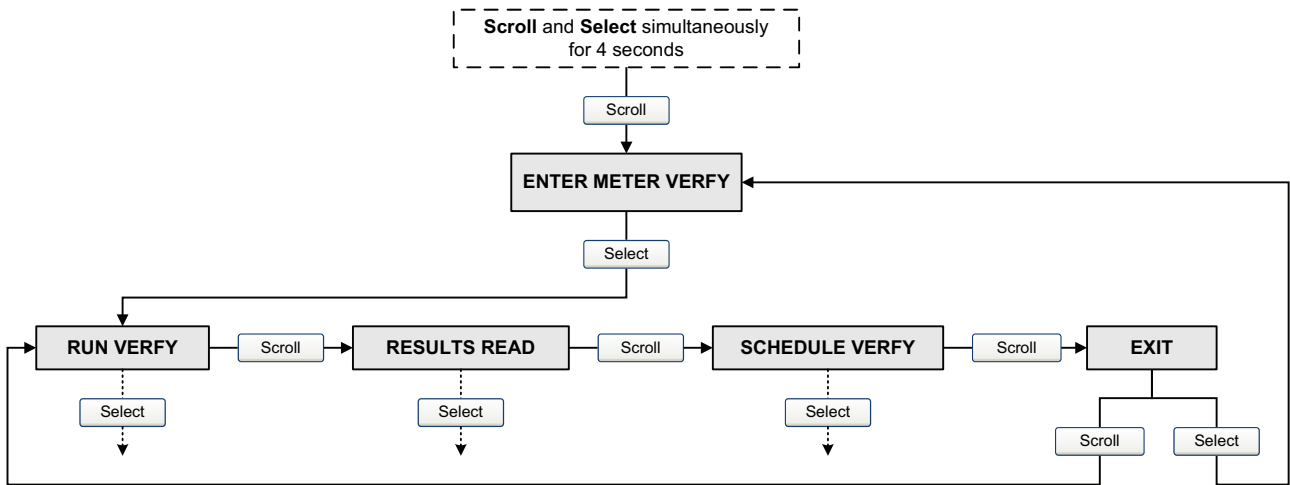 Scroll and Select simultaneously
for 4 seconds
Scroll
ENTER METER VERFY
Select
RUN VERFY
Scroll
RESULTS READ
Scroll
SCHEDULE VERFY
Scroll
EXIT
Select
Select
Select
Scroll
Select